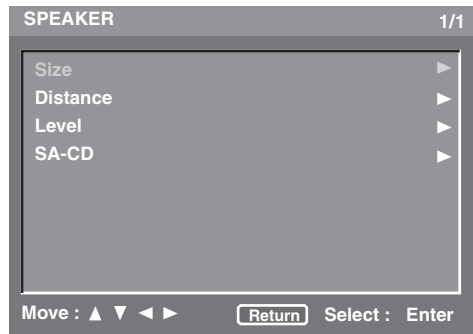 SPEAKER 1/1
Size ►
Distance ►
Level ►
SA-CD ►
Move : ▲ ▼ ◄ ► Return Select : Enter